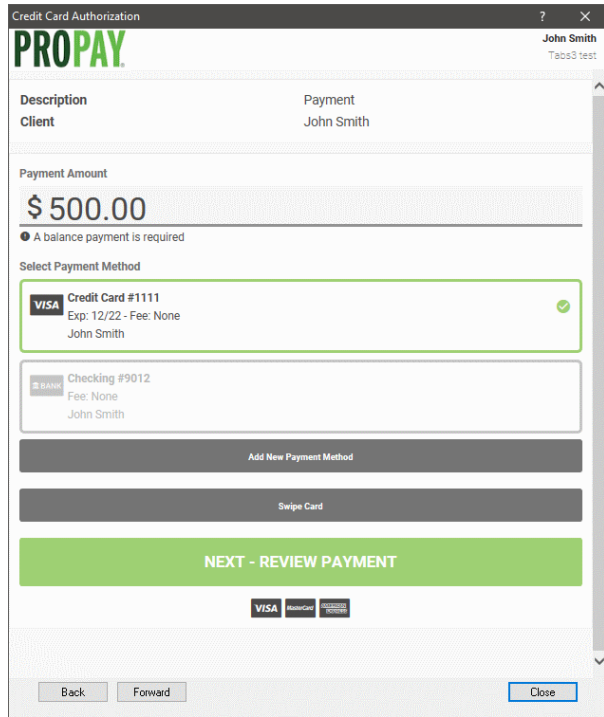 Credit Card Authorization ? ×
PROPAY.
John Smith
Tabs3 test
Description Payment
Client John Smith
Payment Amount
$ 500.00
A balance payment is required
Select Payment Method
VISA
Credit Card #1111
Exp: 12/22 - Fee: None
John Smith
BANK
Checking #9012
Fee: None
John Smith
Add New Payment Method
Swipe Card
NEXT - REVIEW PAYMENT
VISA MasterCard AMERICAN EXPRESS
Back Forward Close